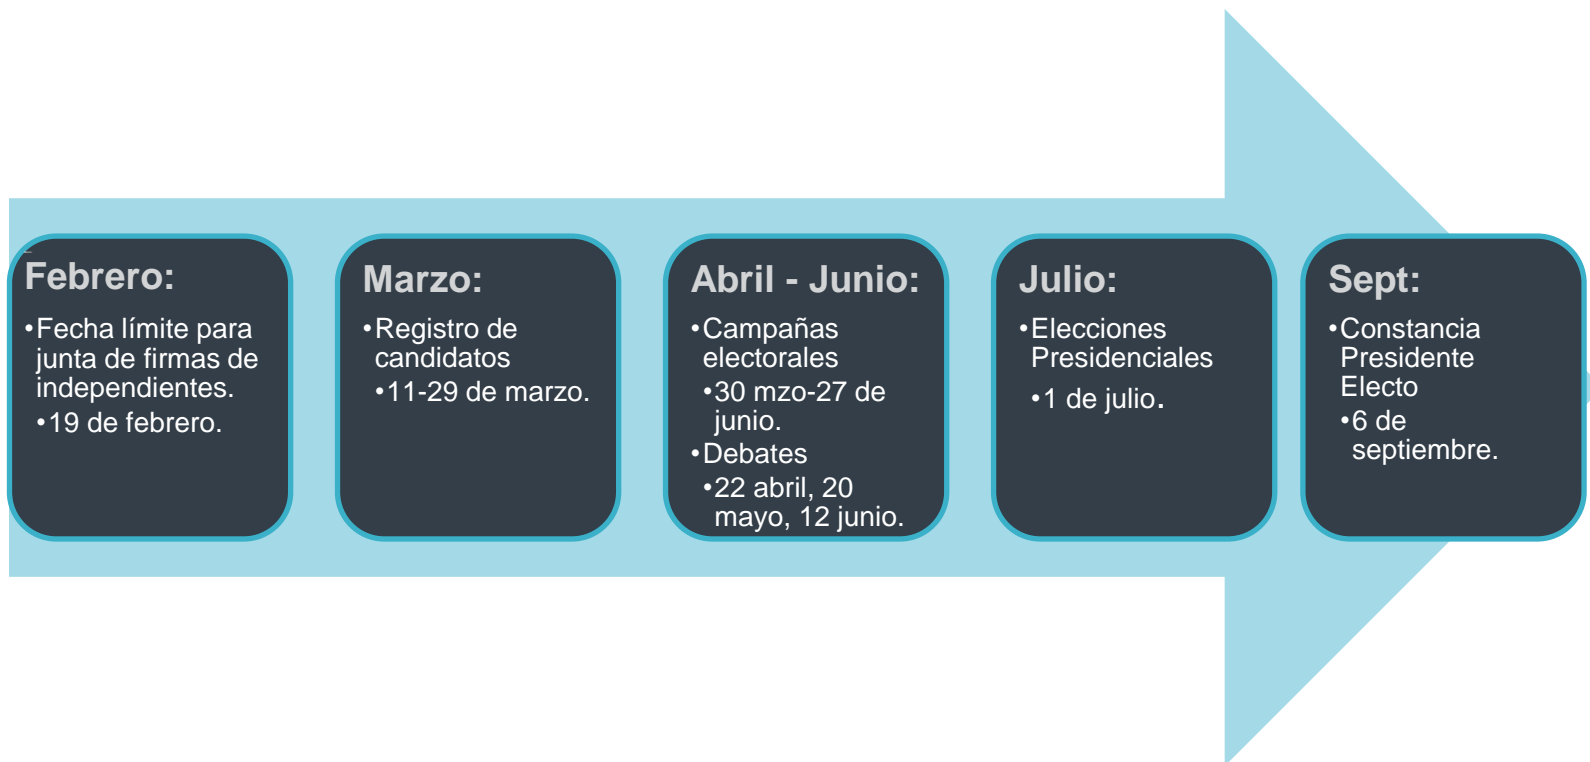 Febrero:
•Fecha límite para
junta de firmas de
independientes.
•19 de febrero.
Marzo:
•Registro de
candidatos
•11-29 de marzo.
Abril - Junio:
•Campañas
electorales
•30 mzo-27 de
junio.
•Debates
•22 abril, 20
mayo, 12 junio.
Julio:
•Elecciones
Presidenciales
•1 de julio.
Sept:
•Constancia
Presidente
Electo
•6 de
septiembre.